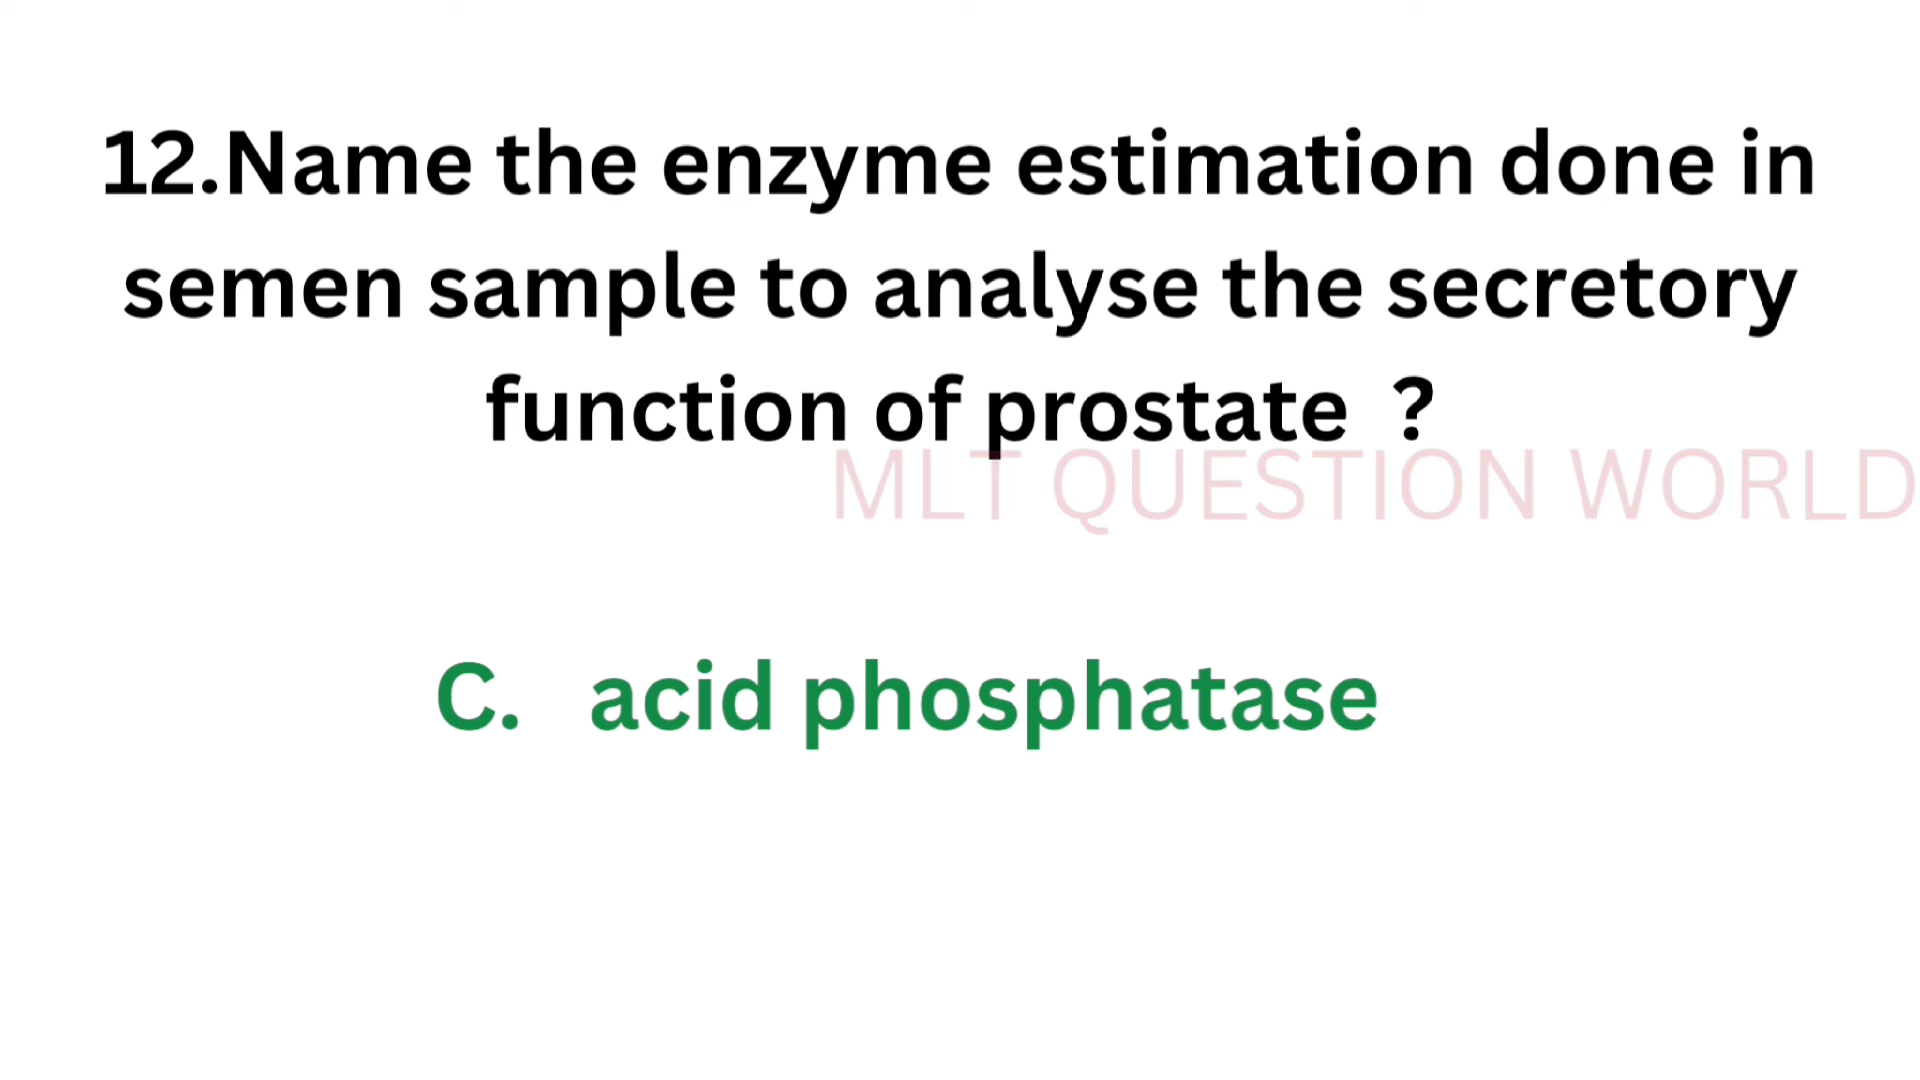 12.Name the enzyme estimation done in
semen sample to analyse the secretory
function of prostate ?
MLT QUESTION WORLD
C. acid phosphatase